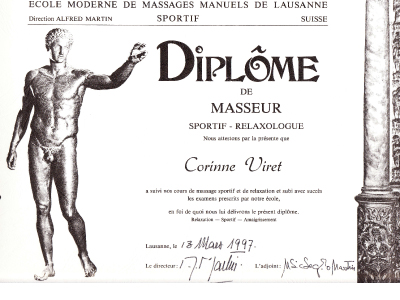 ECOLE MODERNE DE MASSAGES MANUELS DE LAUSANNE
Direction ALFRED MARTIN SPORTIF SUISSE
DIPLÔME
DE
MASSEUR
SPORTIF - RELAXOLOGUE
Nous attestons par la présente que
Corinne Viret
a suivi vos cours de massage sportif et de relaxation et subi avec succès
les examens prescrits par notre école,
en foi de quoi nous lui délivrons le présent diplôme.
Relaxation — Sportif — Amaigrissement
Lausanne, le 13 Mars 1997.
Le directeur: L'adjoint: